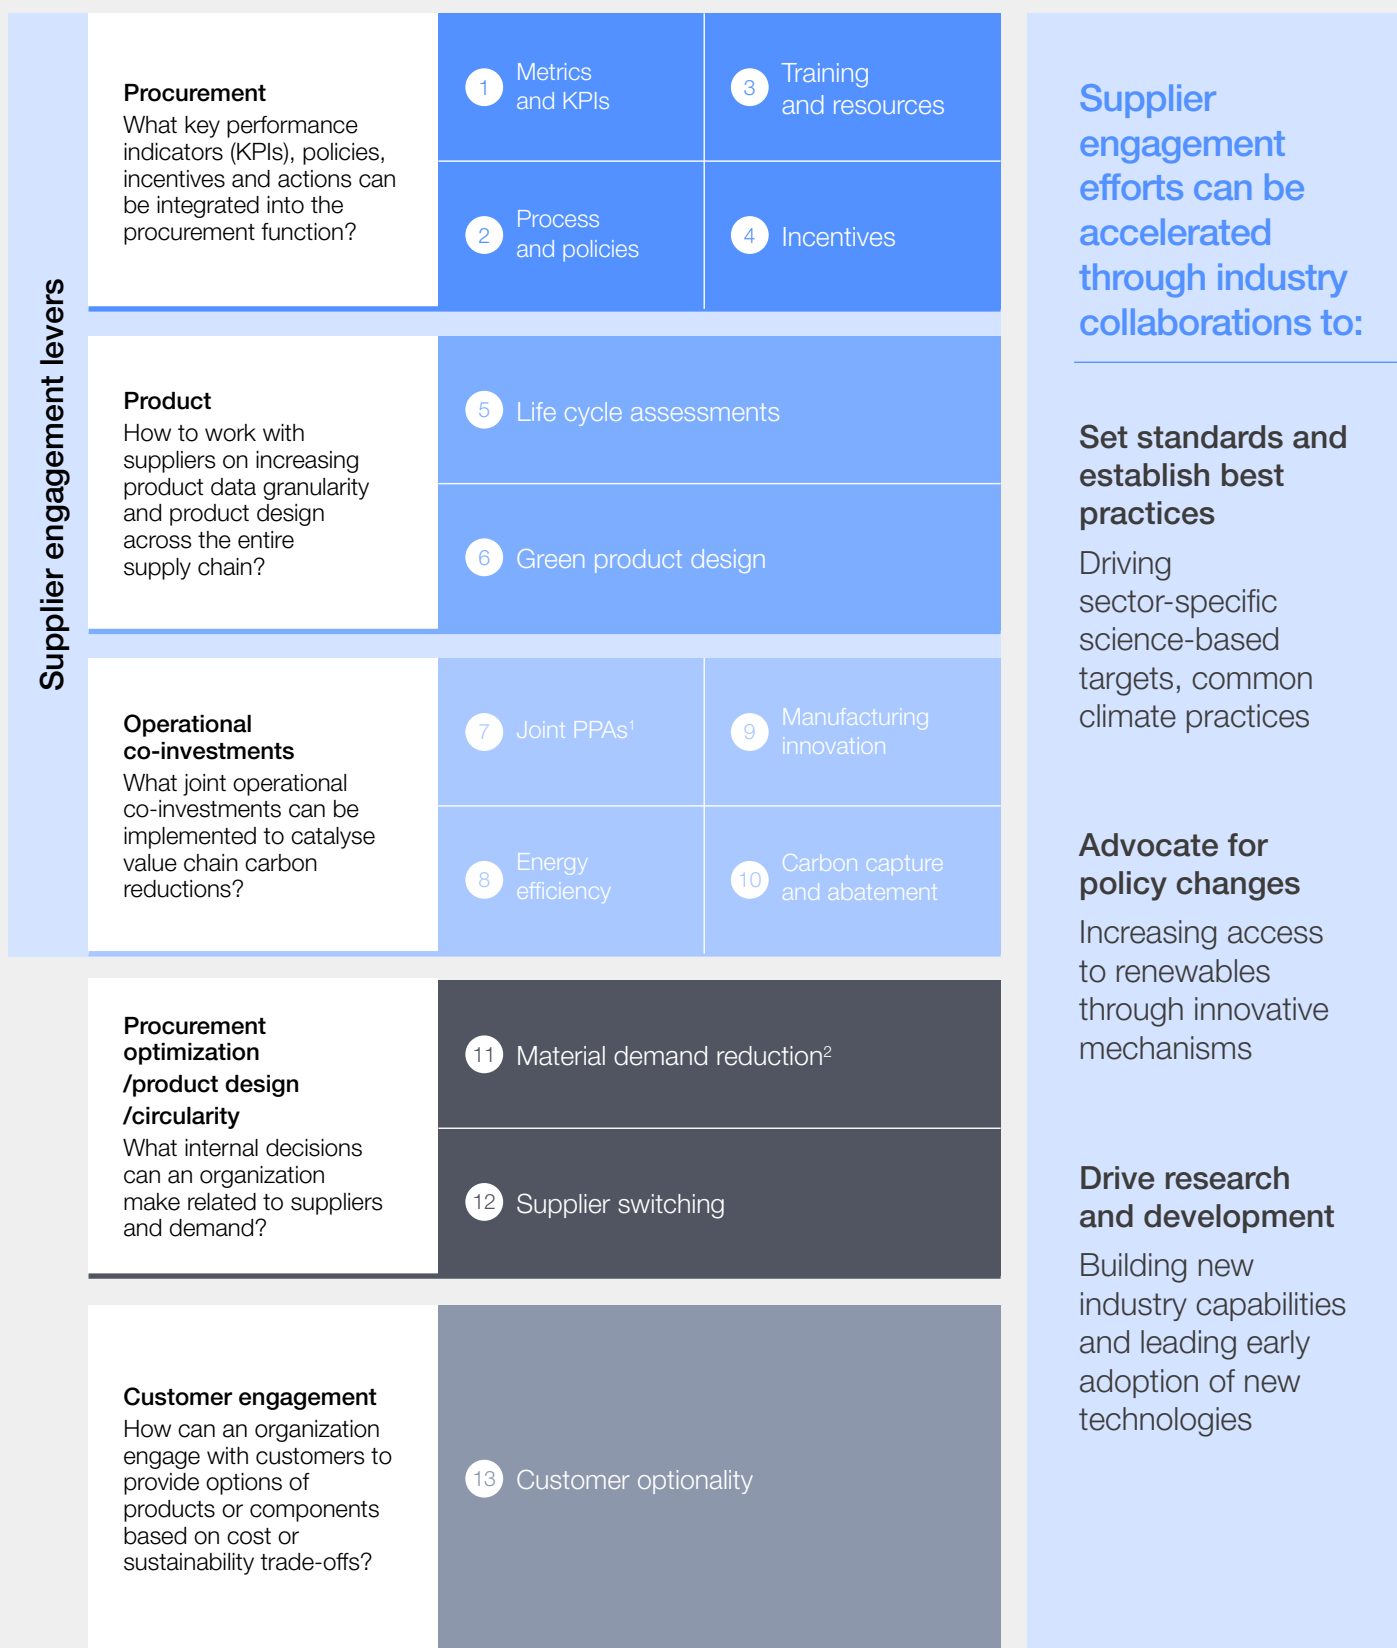 Supplier engagement levers
Procurement
What key performance
indicators (KPIs), policies,
incentives and actions can
be integrated into the
procurement function?
1 Metrics
and KPIs
3 Training
and resources
2 Process
and policies
4 Incentives
Product
How to work with
suppliers on increasing
product data granularity
and product design
across the entire
supply chain?
5 Life cycle assessments
6 Green product design
Operational
co-investments
What joint operational
co-investments can be
implemented to catalyse
value chain carbon
reductions?
7 Joint PPAs¹
9 Manufacturing
innovation
8 Energy
efficiency
10 Carbon capture
and abatement
Procurement
optimization
/product design
/circularity
What internal decisions
can an organization
make related to suppliers
and demand?
11 Material demand reduction²
12 Supplier switching
Customer engagement
How can an organization
engage with customers to
provide options of
products or components
based on cost or
sustainability trade-offs?
13 Customer optionality
Supplier
engagement
efforts can be
accelerated
through industry
collaborations to:
Set standards and
establish best
practices
Driving
sector-specific
science-based
targets, common
climate practices
Advocate for
policy changes
Increasing access
to renewables
through innovative
mechanisms
Drive research
and development
Building new
industry capabilities
and leading early
adoption of new
technologies